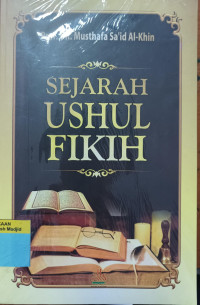 Musthafa Sa'id Al-Khin
SEJARAH
USHUL
FIKIH